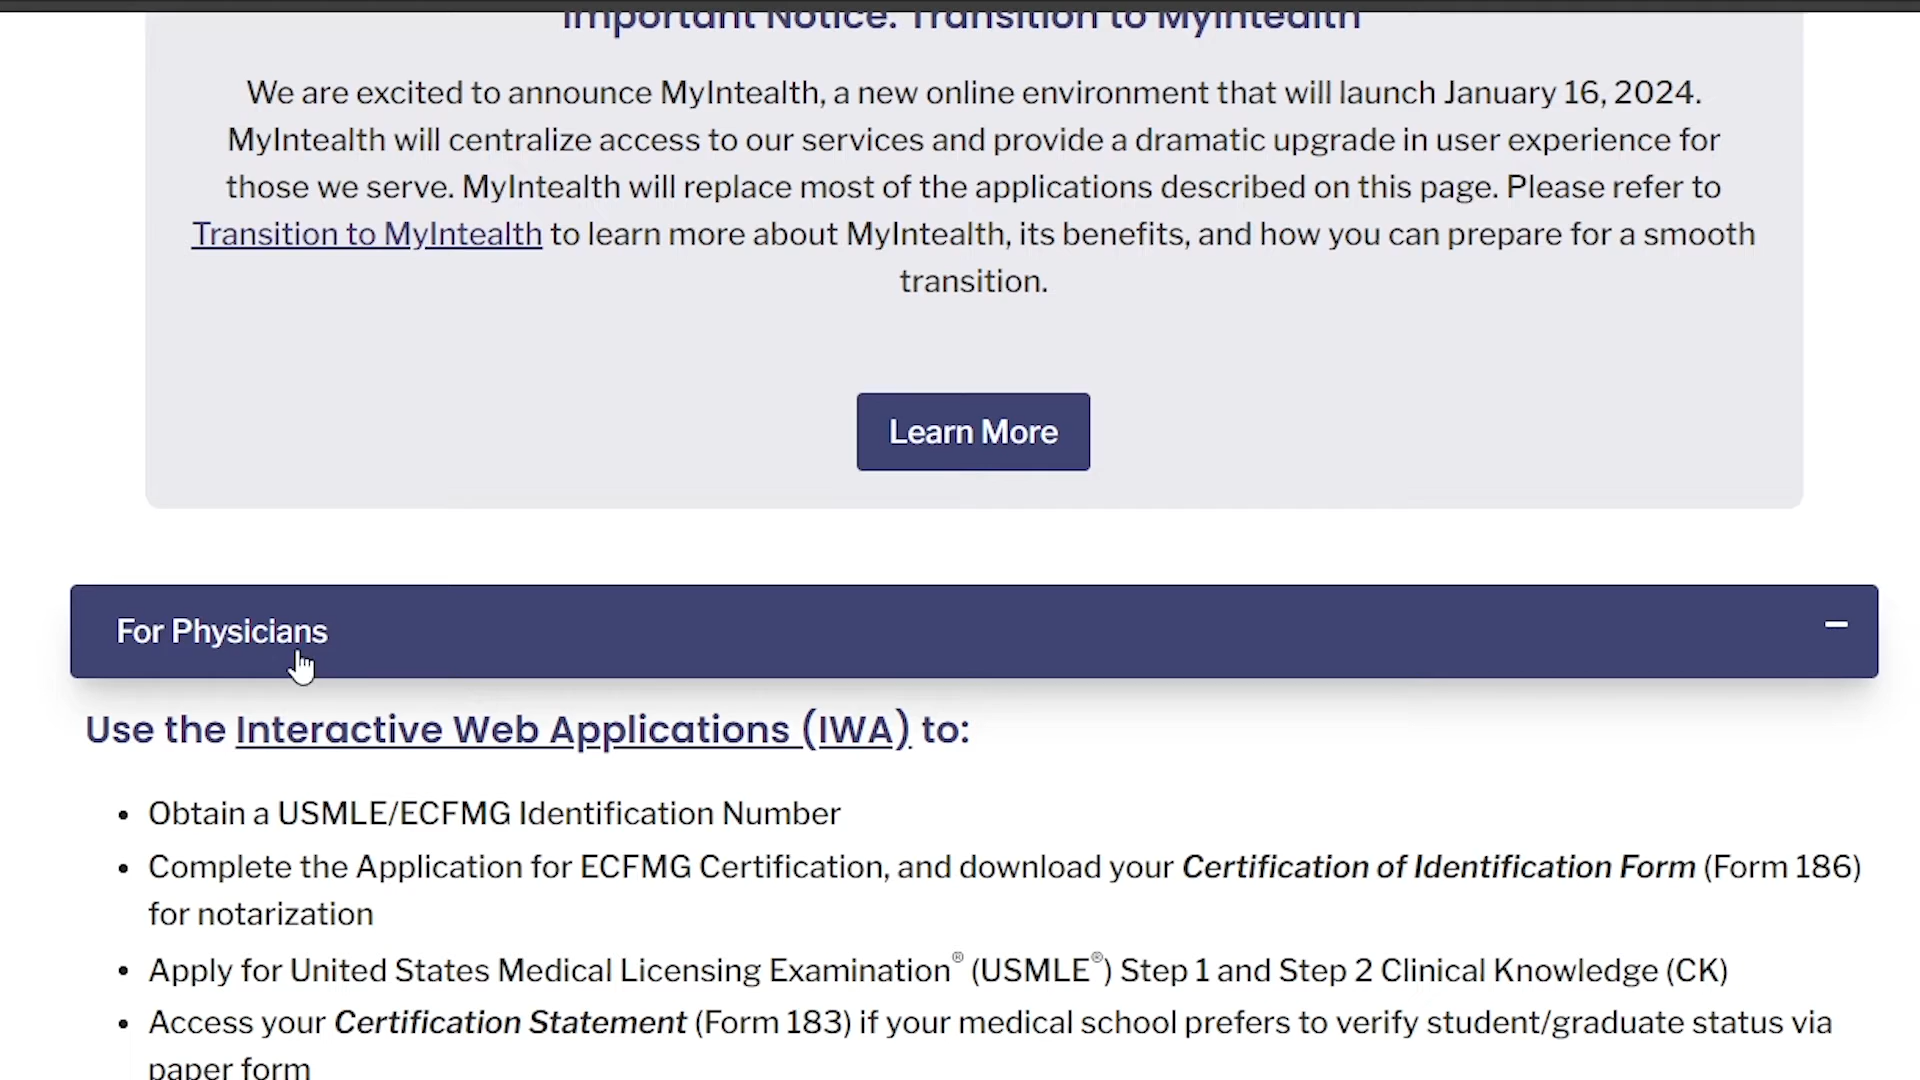 Important Notice: Transition to MyIntealth
We are excited to announce MyIntealth, a new online environment that will launch January 16, 2024.
MyIntealth will centralize access to our services and provide a dramatic upgrade in user experience for
those we serve. MyIntealth will replace most of the applications described on this page. Please refer to
Transition to MyIntealth to learn more about MyIntealth, its benefits, and how you can prepare for a smooth
transition.
Learn More
For Physicians
Use the Interactive Web Applications (IWA) to:
• Obtain a USMLE/ECFMG Identification Number
• Complete the Application for ECFMG Certification, and download your Certification of Identification Form (Form 186)
for notarization
• Apply for United States Medical Licensing Examination® (USMLE®) Step 1 and Step 2 Clinical Knowledge (CK)
• Access your Certification Statement (Form 183) if your medical school prefers to verify student/graduate status via
paper form